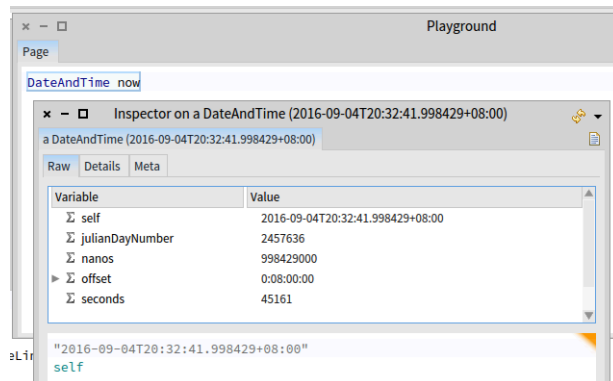 Playground
Page
DateAndTime now
Inspector on a DateAndTime (2016-09-04T20:32:41.998429+08:00)
a DateAndTime (2016-09-04T20:32:41.998429+08:00)
Raw Details Meta
Variable Value
Σ self 2016-09-04T20:32:41.998429+08:00
Σ julianDayNumber 2457636
Σ nanos 998429000
Σ offset 0:08:00:00
Σ seconds 45161
"2016-09-04T20:32:41.998429+08:00"
self